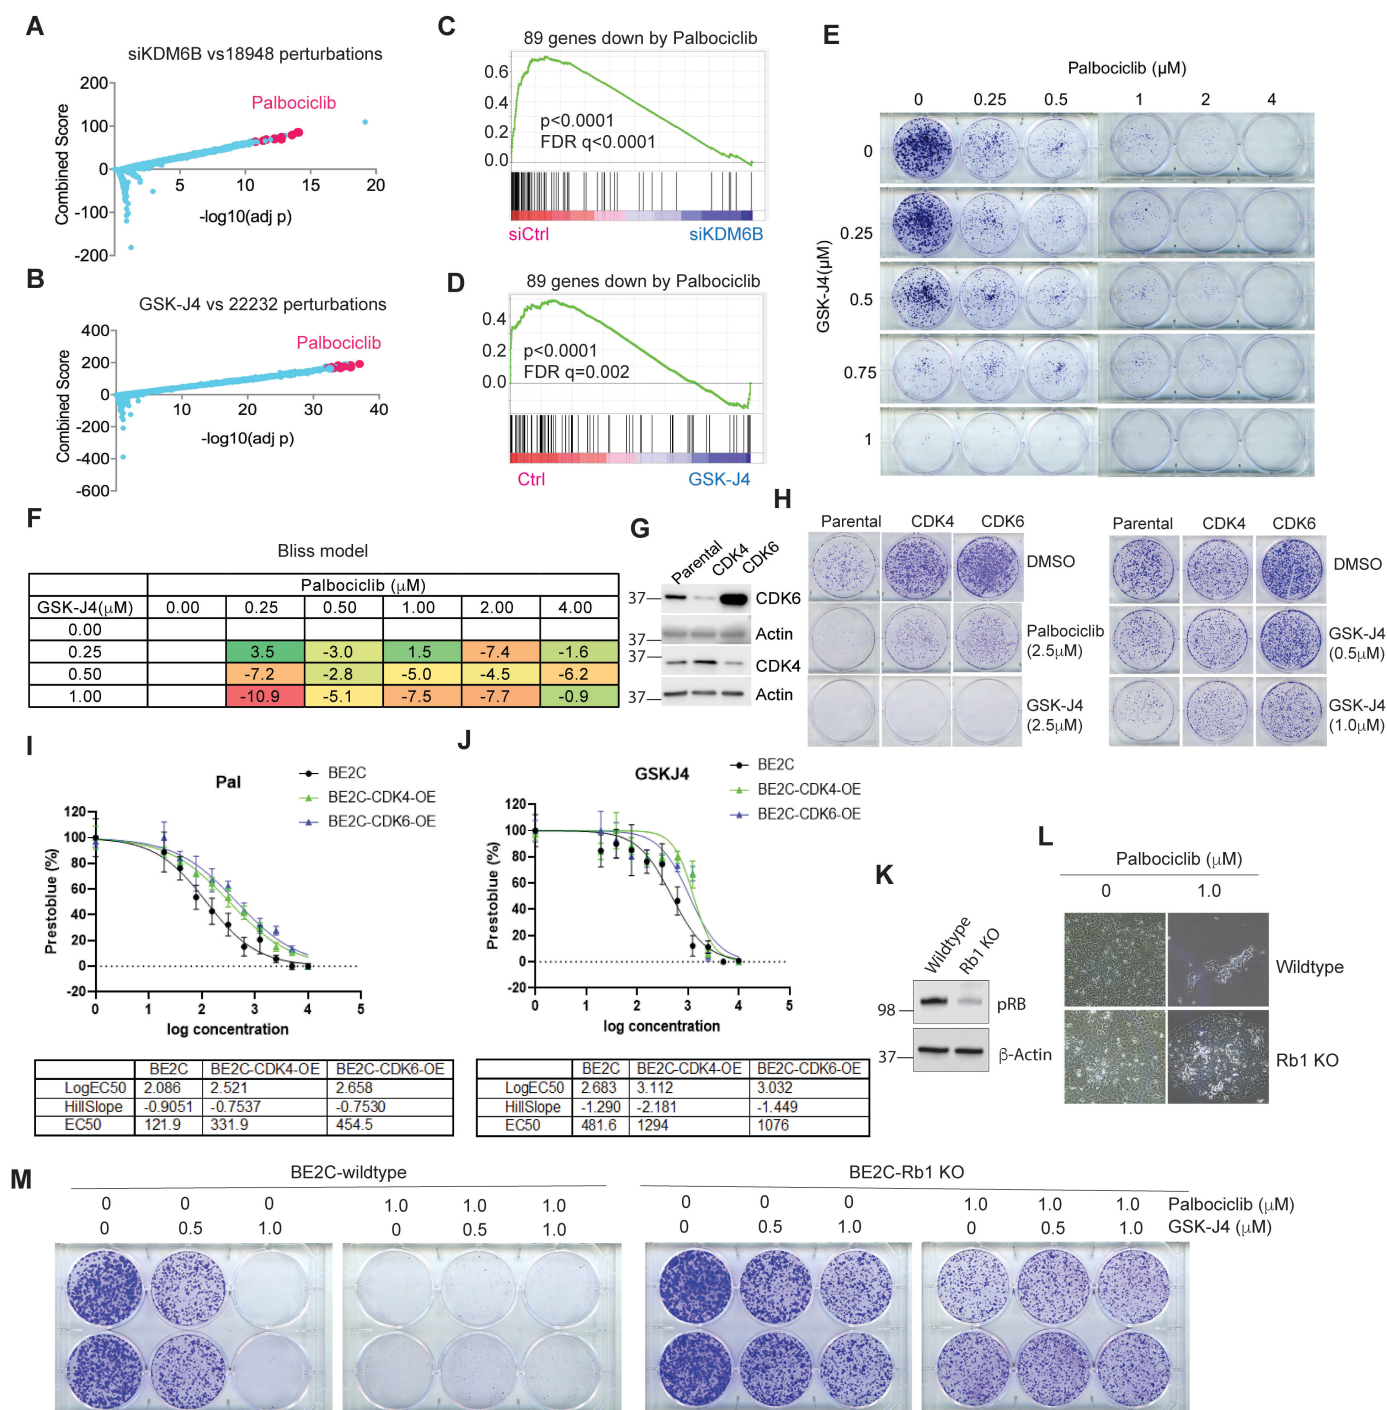 A
siKDM6B vs18948 perturbations
Palbociclib
Combined Score
200
100
0
-100
-200
5
10
15
20
-log10(adj p)
B
GSK-J4 vs 22232 perturbations
Palbociclib
Combined Score
400
200
0
-200
-400
-600
10
20
30
40
-log10(adj p)
C
89 genes down by Palbociclib
0.6
0.4
0.2
0.0
p<0.0001
FDR q<0.0001
siCtrl
siKDM6B
D
89 genes down by Palbociclib
0.4
0.2
0.0
p<0.0001
FDR q=0.002
Ctrl
GSK-J4
E
Palbociclib (µM)
0 0.25 0.5 1 2 4
GSK-J4(µM)
0
0.25
0.5
0.75
1
F
Bliss model
Palbociclib (µM)
GSK-J4(µM) 0.00 0.25 0.50 1.00 2.00 4.00
0.00
0.25 3.5 -3.0 1.5 -7.4 -1.6
0.50 -7.2 -2.8 -5.0 -4.5 -6.2
1.00 -10.9 -5.1 -7.5 -7.7 -0.9
G
Parental CDK4 CDK6
37 CDK6
37 Actin
37 CDK4
37 Actin
H
Parental CDK4 CDK6
DMSO
Palbociclib
(2.5µM)
GSK-J4
(2.5µM)
Parental CDK4 CDK6
DMSO
GSK-J4
(0.5µM)
GSK-J4
(1.0µM)
I
Pal
BE2C
BE2C-CDK4-OE
BE2C-CDK6-OE
Prestoblue (%)
120
100
80
60
40
20
0
-20
0 1 2 3 4 5
log concentration
BE2C BE2C-CDK4-OE BE2C-CDK6-OE
LogEC50 2.086 2.521 2.658
HillSlope -0.9051 -0.7537 -0.7530
EC50 121.9 331.9 454.5
J
GSKJ4
BE2C
BE2C-CDK4-OE
BE2C-CDK6-OE
Prestoblue (%)
120
100
80
60
40
20
0
-20
0 1 2 3 4 5
log concentration
BE2C BE2C-CDK4-OE BE2C-CDK6-OE
LogEC50 2.683 3.112 3.032
HillSlope -1.290 -2.181 -1.449
EC50 481.6 1294 1076
K
Wildtype Rb1 KO
98 pRB
37 β-Actin
L
Palbociclib (µM)
0 1.0
Wildtype
Rb1 KO
M
BE2C-wildtype
BE2C-Rb1 KO
0 0 0 1.0 1.0 1.0 0 0 0 1.0 1.0 1.0 Palbociclib (µM)
0 0.5 1.0 0 0.5 1.0 0 0.5 1.0 0 0.5 1.0 GSK-J4 (µM)